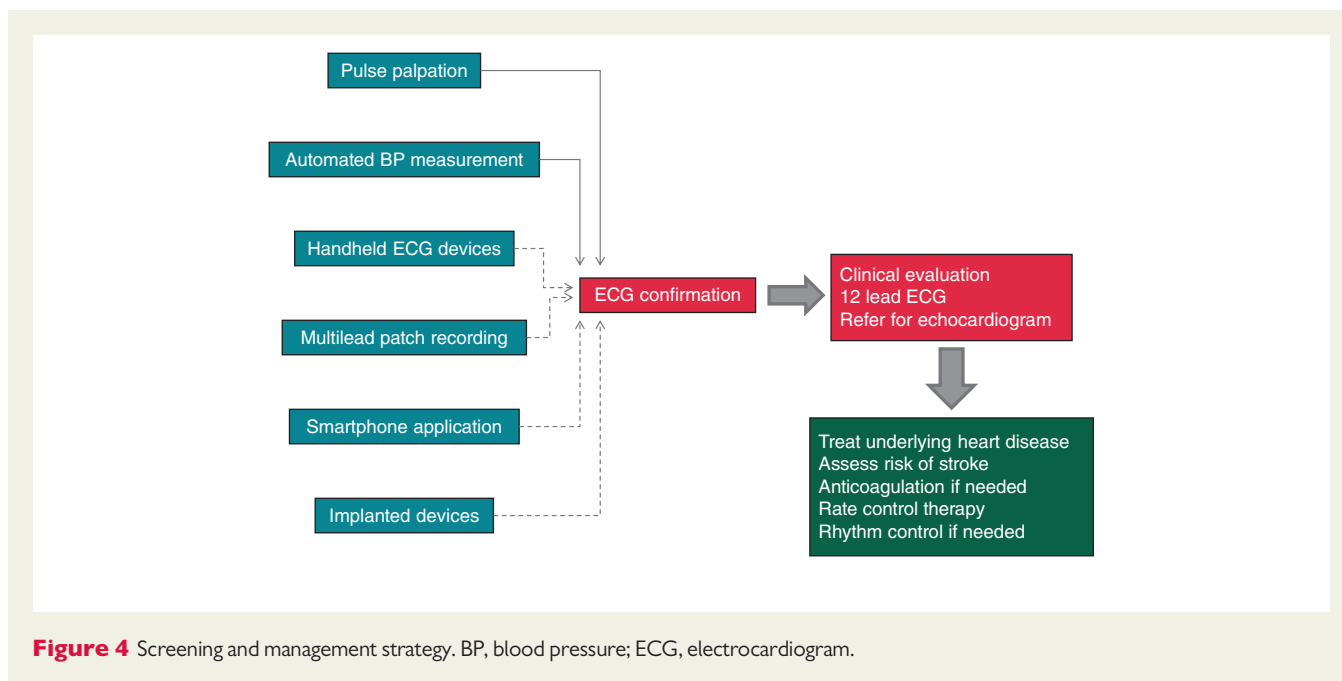 Pulse palpation
Automated BP measurement
Handheld ECG devices
Multilead patch recording
Smartphone application
Implanted devices
ECG confirmation
Clinical evaluation
12 lead ECG
Refer for echocardiogram
Treat underlying heart disease
Assess risk of stroke
Anticoagulation if needed
Rate control therapy
Rhythm control if needed
Figure 4 Screening and management strategy. BP, blood pressure; ECG, electrocardiogram.